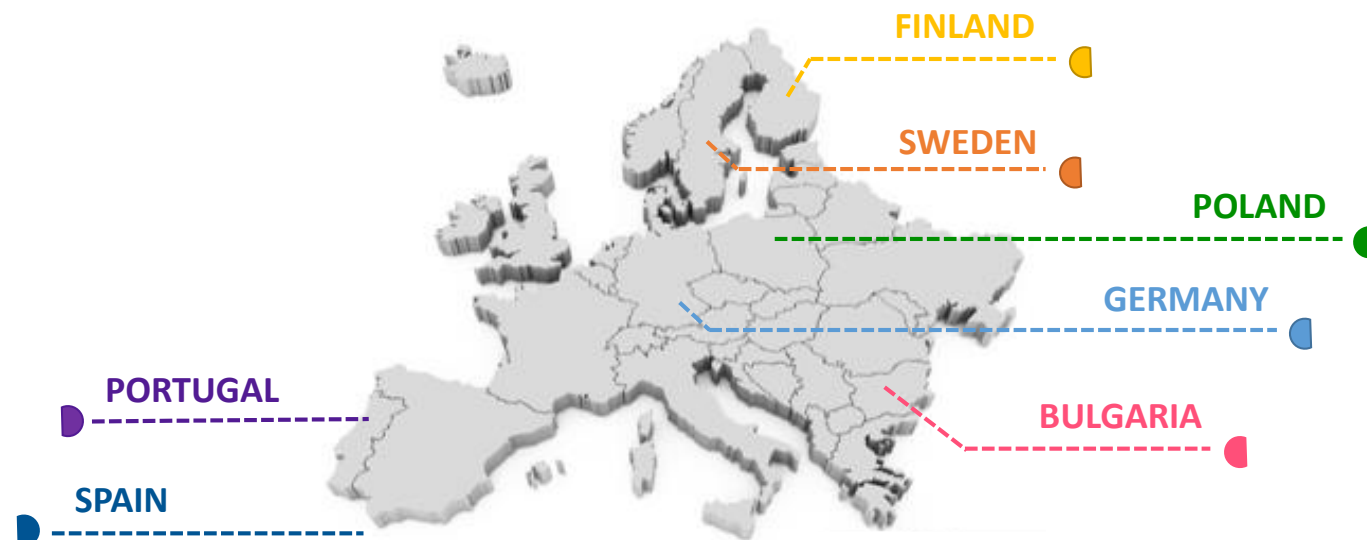 FINLAND
SWEDEN
POLAND
GERMANY
PORTUGAL
BULGARIA
SPAIN